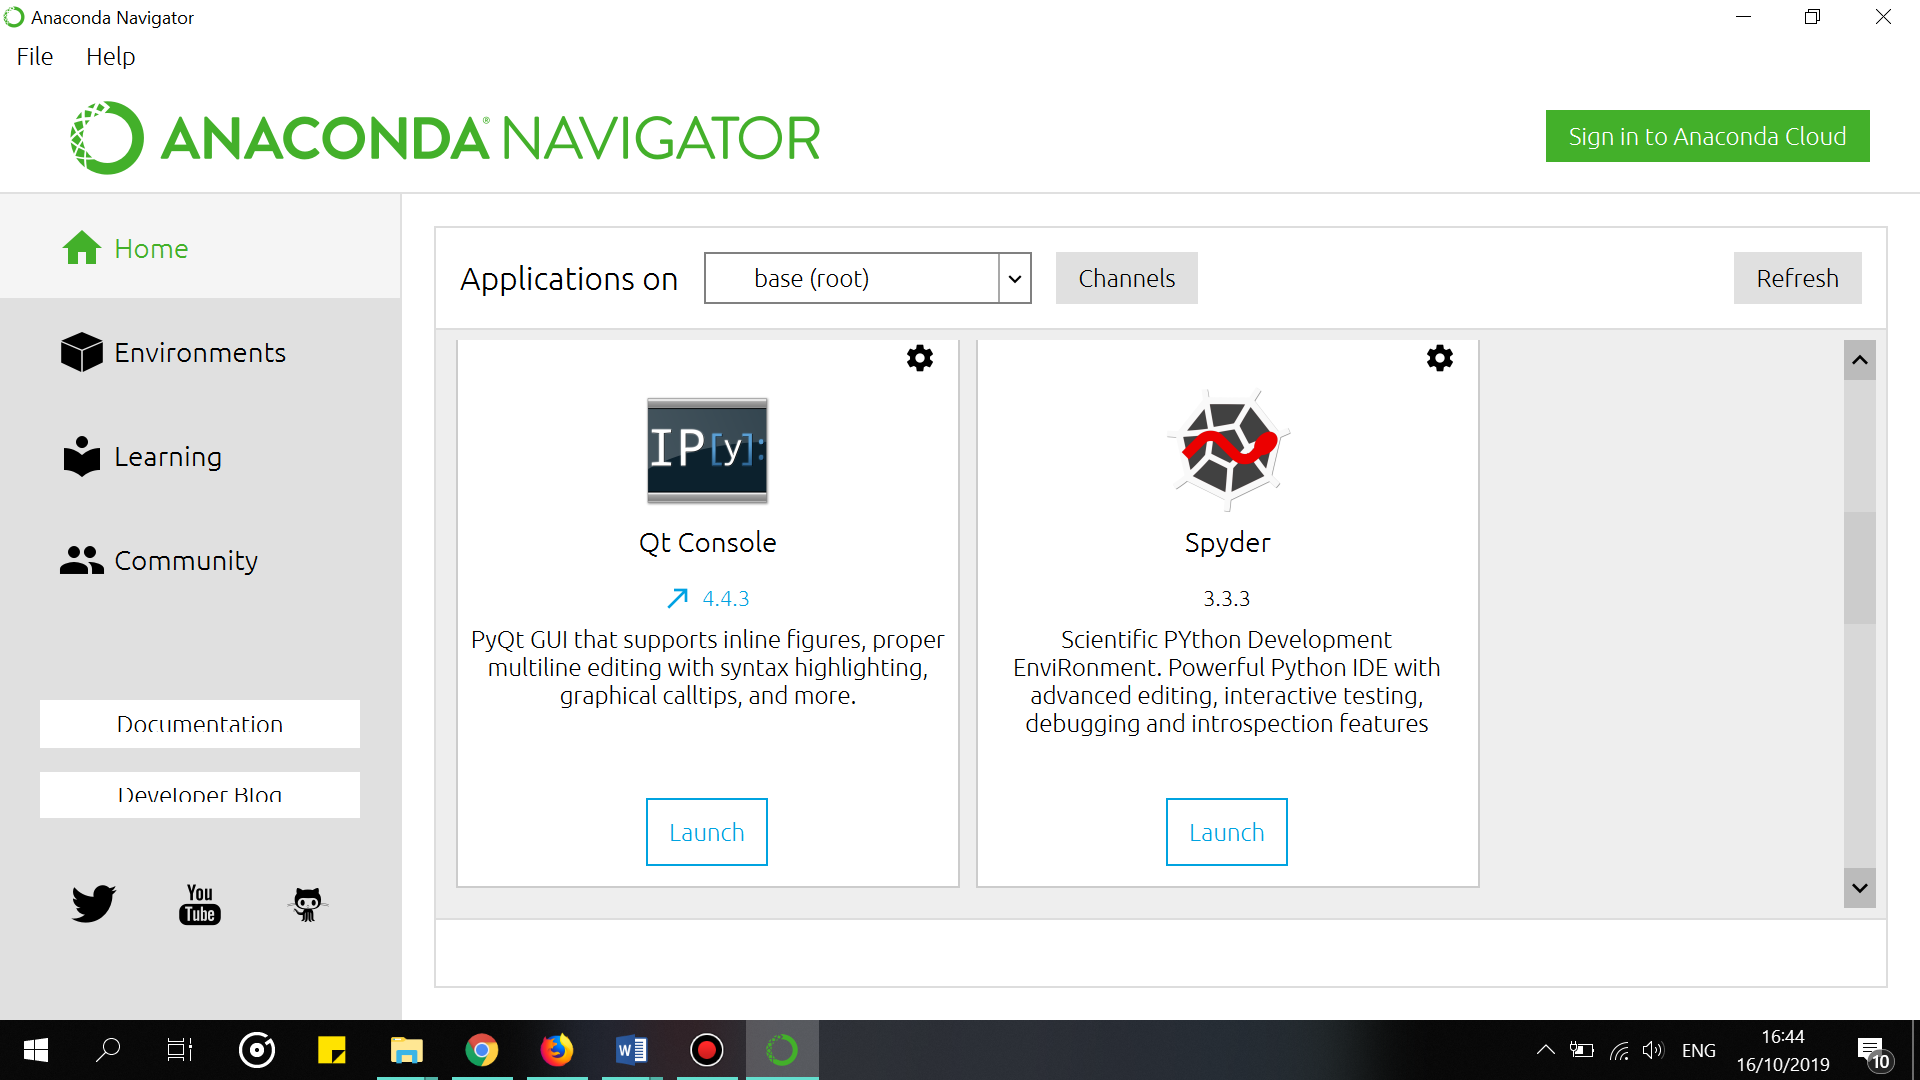 Anaconda Navigator
File Help
ANACONDA® NAVIGATOR
Sign in to Anaconda Cloud
Home
Environments
Learning
Community
Documentation
Developer Blog
You
Tube
Applications on base (root) Channels Refresh
IP[y]:
Qt Console
4.4.3
PyQt GUI that supports inline figures, proper
multiline editing with syntax highlighting,
graphical calltips, and more.
Launch
Spyder
3.3.3
Scientific PYthon Development
EnviRonment. Powerful Python IDE with
advanced editing, interactive testing,
debugging and introspection features
Launch
W
ENG
16:44
16/10/2019
10